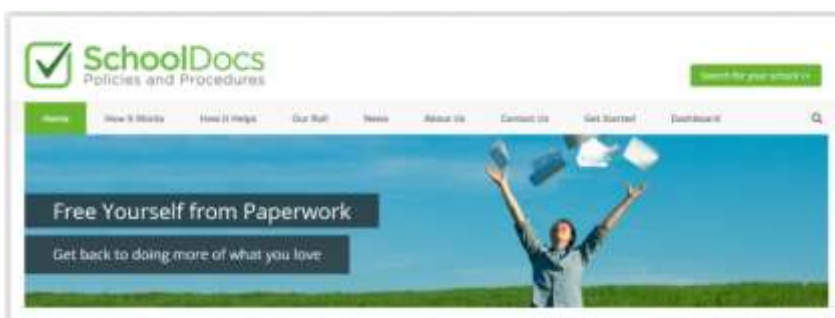 SchoolDocs
Policies and Procedures
Search for your school >>
Home How It Works How It Helps Our Roll News About Us Contact Us Get Started Dashboard
Free Yourself from Paperwork
Get back to doing more of what you love